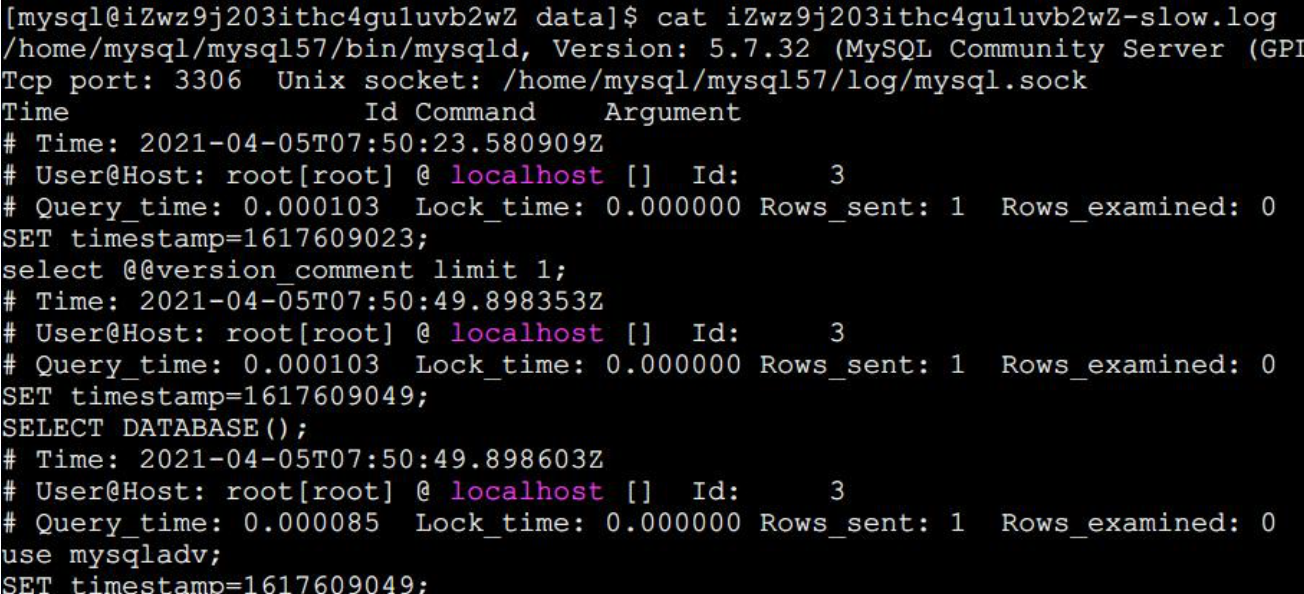 [mysql@iZwz9j203ithc4gu1uvb2wZ data]$ cat iZwz9j203ithc4gu1uvb2wZ-slow.log
/home/mysql/mysql57/bin/mysqld, Version: 5.7.32 (MySQL Community Server (GPL
Tcp port: 3306  Unix socket: /home/mysql/mysql57/log/mysql.sock
Time                 Id Command    Argument
# Time: 2021-04-05T07:50:23.580909Z
# User@Host: root[root] @ localhost []  Id:     3
# Query_time: 0.000103  Lock_time: 0.000000 Rows_sent: 1  Rows_examined: 0
SET timestamp=1617609023;
select @@version_comment limit 1;
# Time: 2021-04-05T07:50:49.898353Z
# User@Host: root[root] @ localhost []  Id:     3
# Query_time: 0.000103  Lock_time: 0.000000 Rows_sent: 1  Rows_examined: 0
SET timestamp=1617609049;
SELECT DATABASE();
# Time: 2021-04-05T07:50:49.898603Z
# User@Host: root[root] @ localhost []  Id:     3
# Query_time: 0.000085  Lock_time: 0.000000 Rows_sent: 1  Rows_examined: 0
use mysqladv;
SET timestamp=1617609049;